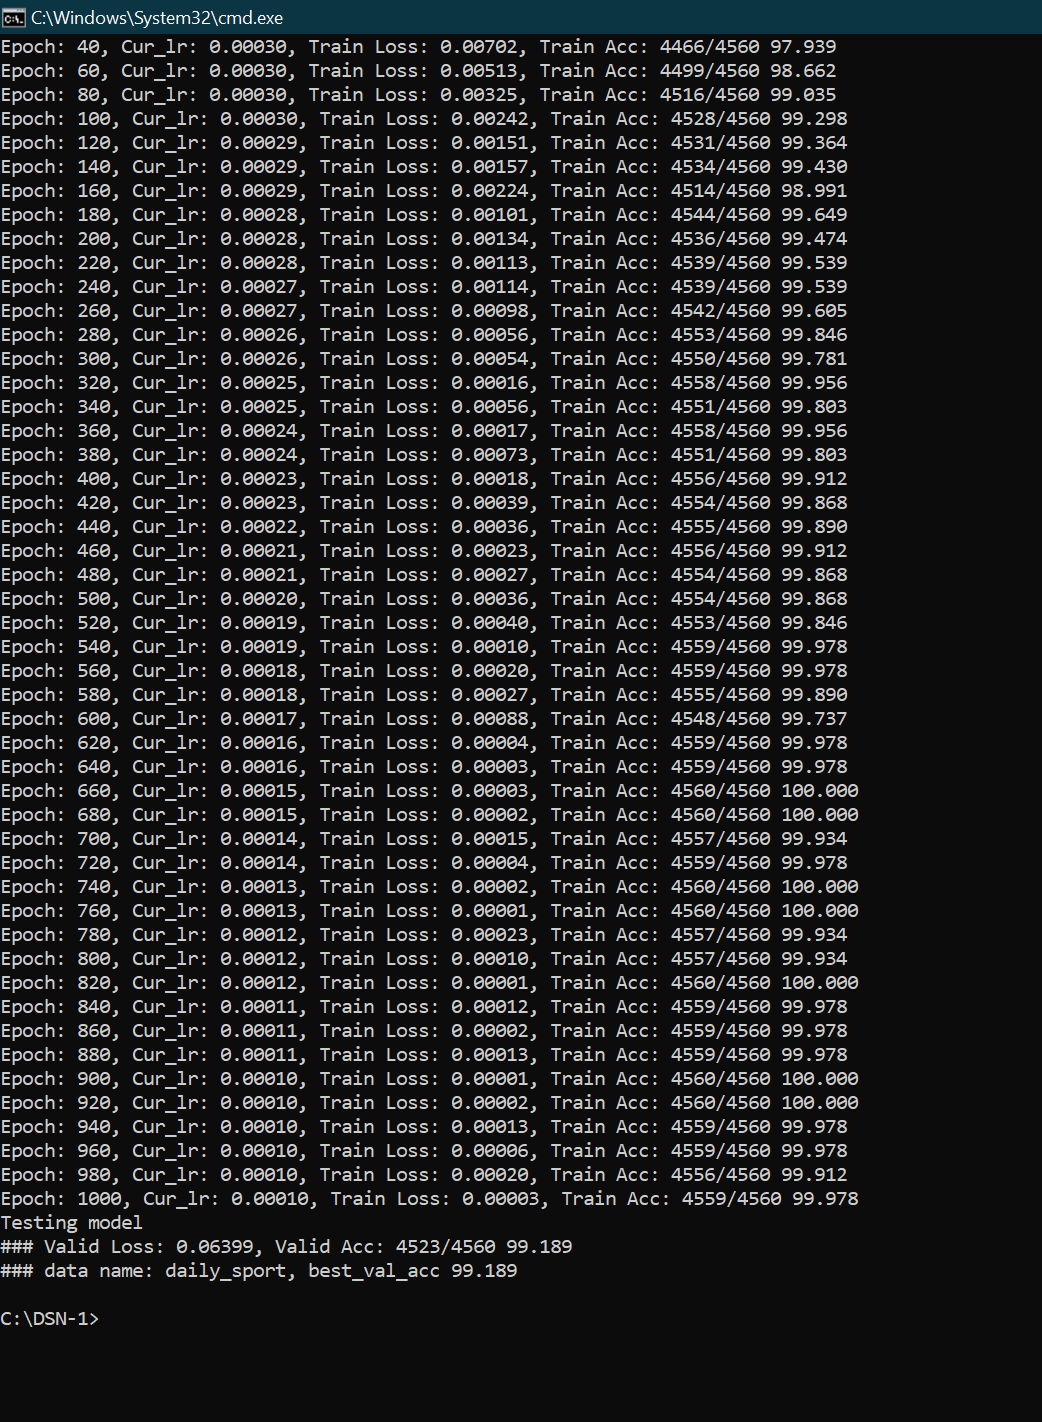 C:\Windows\System32\cmd.exe
Epoch: 40, Cur_lr: 0.00030, Train Loss: 0.00702, Train Acc: 4466/4560 97.939
Epoch: 60, Cur_lr: 0.00030, Train Loss: 0.00513, Train Acc: 4499/4560 98.662
Epoch: 80, Cur_lr: 0.00030, Train Loss: 0.00325, Train Acc: 4516/4560 99.035
Epoch: 100, Cur_lr: 0.00030, Train Loss: 0.00242, Train Acc: 4528/4560 99.298
Epoch: 120, Cur_lr: 0.00029, Train Loss: 0.00151, Train Acc: 4531/4560 99.364
Epoch: 140, Cur_lr: 0.00029, Train Loss: 0.00157, Train Acc: 4534/4560 99.430
Epoch: 160, Cur_lr: 0.00029, Train Loss: 0.00224, Train Acc: 4514/4560 98.991
Epoch: 180, Cur_lr: 0.00028, Train Loss: 0.00101, Train Acc: 4544/4560 99.649
Epoch: 200, Cur_lr: 0.00028, Train Loss: 0.00134, Train Acc: 4536/4560 99.474
Epoch: 220, Cur_lr: 0.00028, Train Loss: 0.00113, Train Acc: 4539/4560 99.539
Epoch: 240, Cur_lr: 0.00027, Train Loss: 0.00114, Train Acc: 4539/4560 99.539
Epoch: 260, Cur_lr: 0.00027, Train Loss: 0.00098, Train Acc: 4542/4560 99.605
Epoch: 280, Cur_lr: 0.00026, Train Loss: 0.00056, Train Acc: 4553/4560 99.846
Epoch: 300, Cur_lr: 0.00026, Train Loss: 0.00054, Train Acc: 4550/4560 99.781
Epoch: 320, Cur_lr: 0.00025, Train Loss: 0.00016, Train Acc: 4558/4560 99.956
Epoch: 340, Cur_lr: 0.00025, Train Loss: 0.00056, Train Acc: 4551/4560 99.803
Epoch: 360, Cur_lr: 0.00024, Train Loss: 0.00017, Train Acc: 4558/4560 99.956
Epoch: 380, Cur_lr: 0.00024, Train Loss: 0.00073, Train Acc: 4551/4560 99.803
Epoch: 400, Cur_lr: 0.00023, Train Loss: 0.00018, Train Acc: 4556/4560 99.912
Epoch: 420, Cur_lr: 0.00023, Train Loss: 0.00039, Train Acc: 4554/4560 99.868
Epoch: 440, Cur_lr: 0.00022, Train Loss: 0.00036, Train Acc: 4555/4560 99.890
Epoch: 460, Cur_lr: 0.00021, Train Loss: 0.00023, Train Acc: 4556/4560 99.912
Epoch: 480, Cur_lr: 0.00021, Train Loss: 0.00027, Train Acc: 4554/4560 99.868
Epoch: 500, Cur_lr: 0.00020, Train Loss: 0.00036, Train Acc: 4554/4560 99.868
Epoch: 520, Cur_lr: 0.00019, Train Loss: 0.00040, Train Acc: 4553/4560 99.846
Epoch: 540, Cur_lr: 0.00019, Train Loss: 0.00010, Train Acc: 4559/4560 99.978
Epoch: 560, Cur_lr: 0.00018, Train Loss: 0.00020, Train Acc: 4559/4560 99.978
Epoch: 580, Cur_lr: 0.00018, Train Loss: 0.00027, Train Acc: 4555/4560 99.890
Epoch: 600, Cur_lr: 0.00017, Train Loss: 0.00088, Train Acc: 4548/4560 99.737
Epoch: 620, Cur_lr: 0.00016, Train Loss: 0.00004, Train Acc: 4559/4560 99.978
Epoch: 640, Cur_lr: 0.00016, Train Loss: 0.00003, Train Acc: 4559/4560 99.978
Epoch: 660, Cur_lr: 0.00015, Train Loss: 0.00003, Train Acc: 4560/4560 100.000
Epoch: 680, Cur_lr: 0.00015, Train Loss: 0.00002, Train Acc: 4560/4560 100.000
Epoch: 700, Cur_lr: 0.00014, Train Loss: 0.00015, Train Acc: 4557/4560 99.934
Epoch: 720, Cur_lr: 0.00014, Train Loss: 0.00004, Train Acc: 4559/4560 99.978
Epoch: 740, Cur_lr: 0.00013, Train Loss: 0.00002, Train Acc: 4560/4560 100.000
Epoch: 760, Cur_lr: 0.00013, Train Loss: 0.00001, Train Acc: 4560/4560 100.000
Epoch: 780, Cur_lr: 0.00012, Train Loss: 0.00023, Train Acc: 4557/4560 99.934
Epoch: 800, Cur_lr: 0.00012, Train Loss: 0.00010, Train Acc: 4557/4560 99.934
Epoch: 820, Cur_lr: 0.00012, Train Loss: 0.00001, Train Acc: 4560/4560 100.000
Epoch: 840, Cur_lr: 0.00011, Train Loss: 0.00012, Train Acc: 4559/4560 99.978
Epoch: 860, Cur_lr: 0.00011, Train Loss: 0.00002, Train Acc: 4559/4560 99.978
Epoch: 880, Cur_lr: 0.00011, Train Loss: 0.00013, Train Acc: 4559/4560 99.978
Epoch: 900, Cur_lr: 0.00010, Train Loss: 0.00001, Train Acc: 4560/4560 100.000
Epoch: 920, Cur_lr: 0.00010, Train Loss: 0.00002, Train Acc: 4560/4560 100.000
Epoch: 940, Cur_lr: 0.00010, Train Loss: 0.00013, Train Acc: 4559/4560 99.978
Epoch: 960, Cur_lr: 0.00010, Train Loss: 0.00006, Train Acc: 4559/4560 99.978
Epoch: 980, Cur_lr: 0.00010, Train Loss: 0.00020, Train Acc: 4556/4560 99.912
Epoch: 1000, Cur_lr: 0.00010, Train Loss: 0.00003, Train Acc: 4559/4560 99.978
Testing model
### Valid Loss: 0.06399, Valid Acc: 4523/4560 99.189
### data name: daily_sport, best_val_acc 99.189
C:\DSN-1>